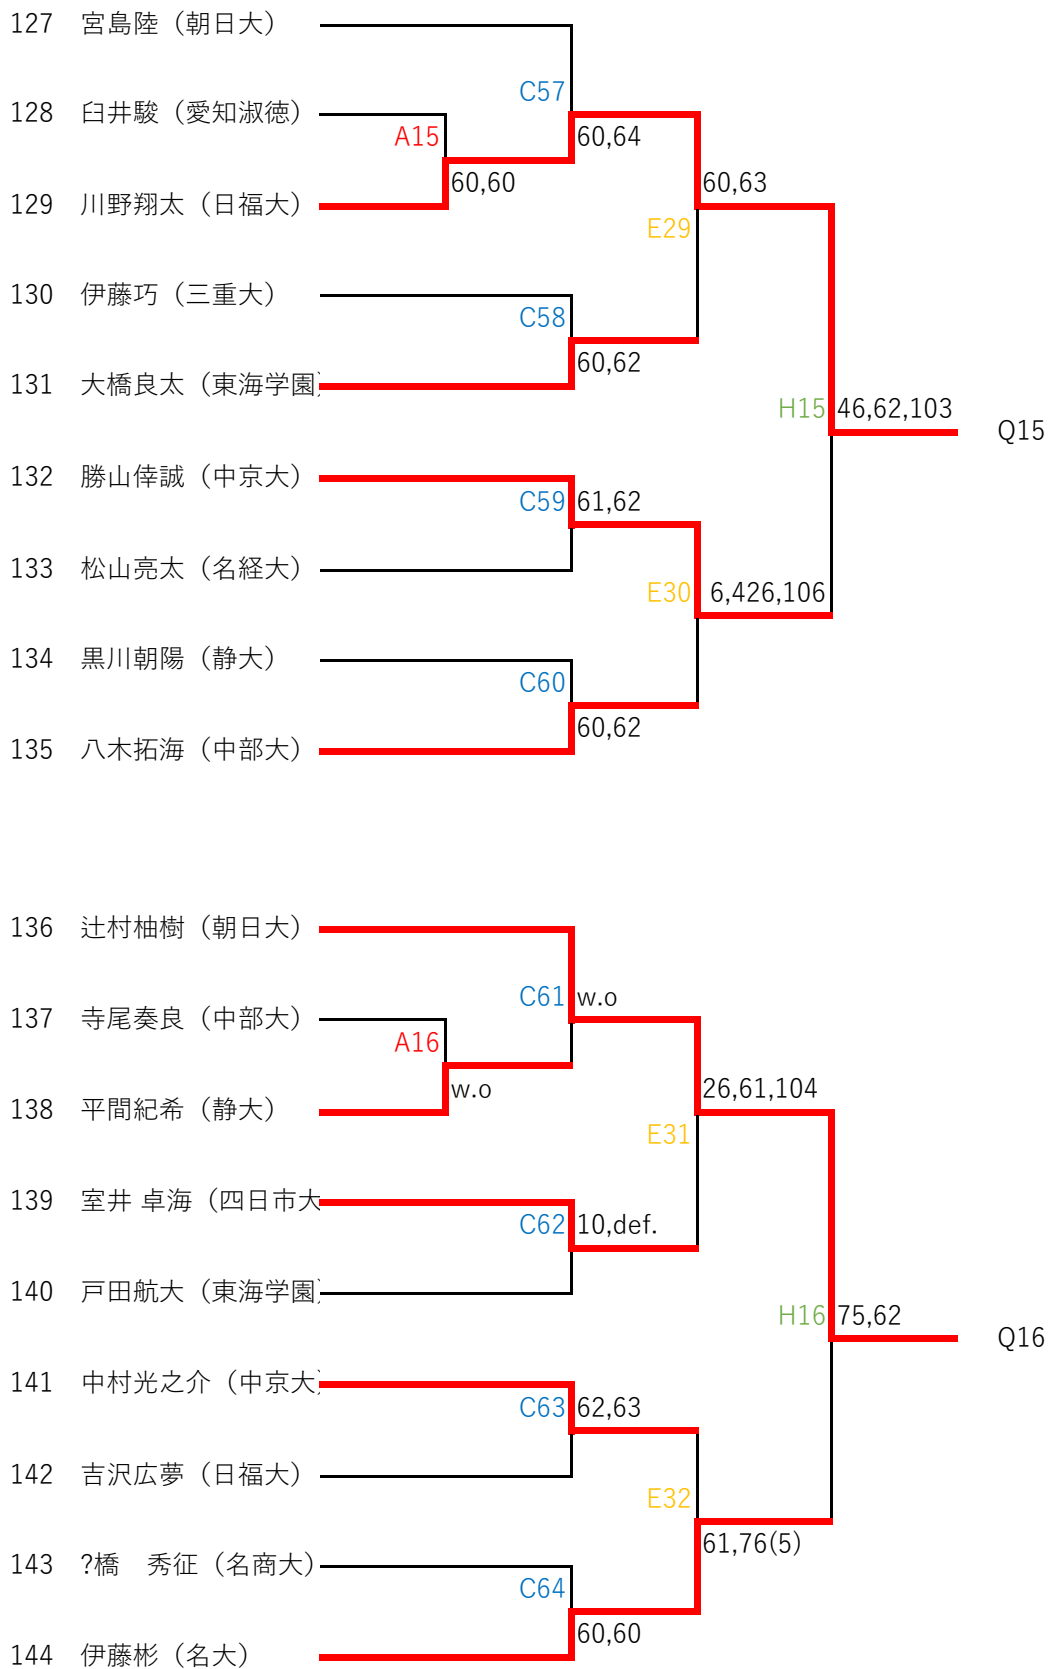 127 宮島陸（朝日大）
C57
128 臼井駿（愛知淑徳）
A15
60,64
60,60
60,63
129 川野翔太（日福大）
E29
130 伊藤巧（三重大）
C58
60,62
131 大橋良太（東海学園）
H15
46,62,103
Q15
132 勝山倖誠（中京大）
C59
61,62
133 松山亮太（名経大）
E30
6,426,106
134 黒川朝陽（静大）
C60
60,62
135 八木拓海（中部大）
136 辻村柚樹（朝日大）
C61
w.o
137 寺尾奏良（中部大）
A16
w.o
26,61,104
138 平間紀希（静大）
E31
139 室井 卓海（四日市大
C62
10,def.
140 戸田航大（東海学園）
H16
75,62
Q16
141 中村光之介（中京大）
C63
62,63
142 吉沢広夢（日福大）
E32
61,76(5)
143 ?橋　秀征（名商大）
C64
60,60
144 伊藤彬（名大）